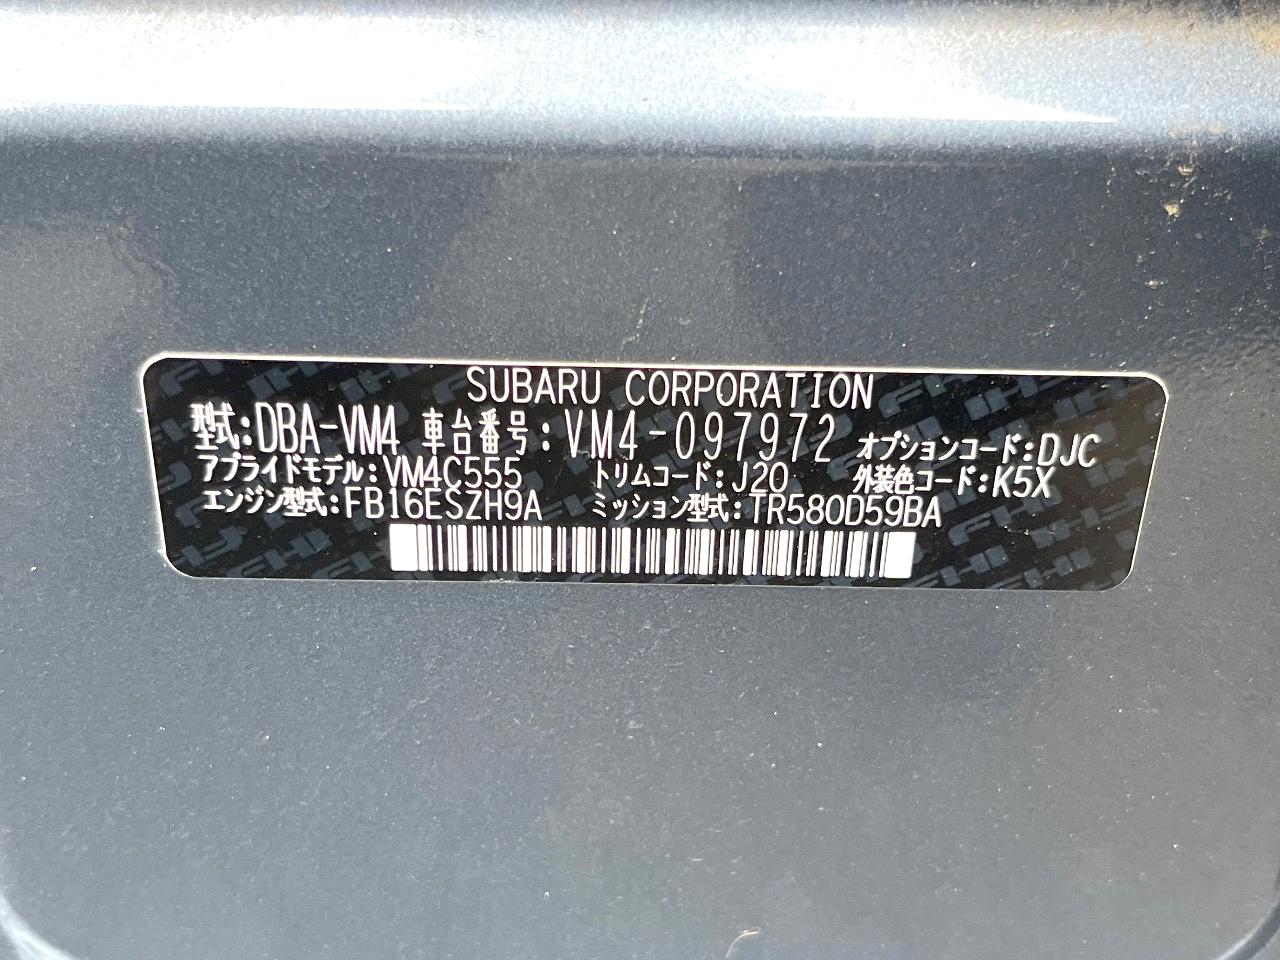 SUBARU CORPORATION
型式:DBA-VM4 車台番号:VM4-097972 オプションコード:DJC
アプライドモデル:VM4C555 トリムコード:J20 外装色コード:K5X
エンジン型式:FB16ESZH9A ミッション型式:TR580D59BA